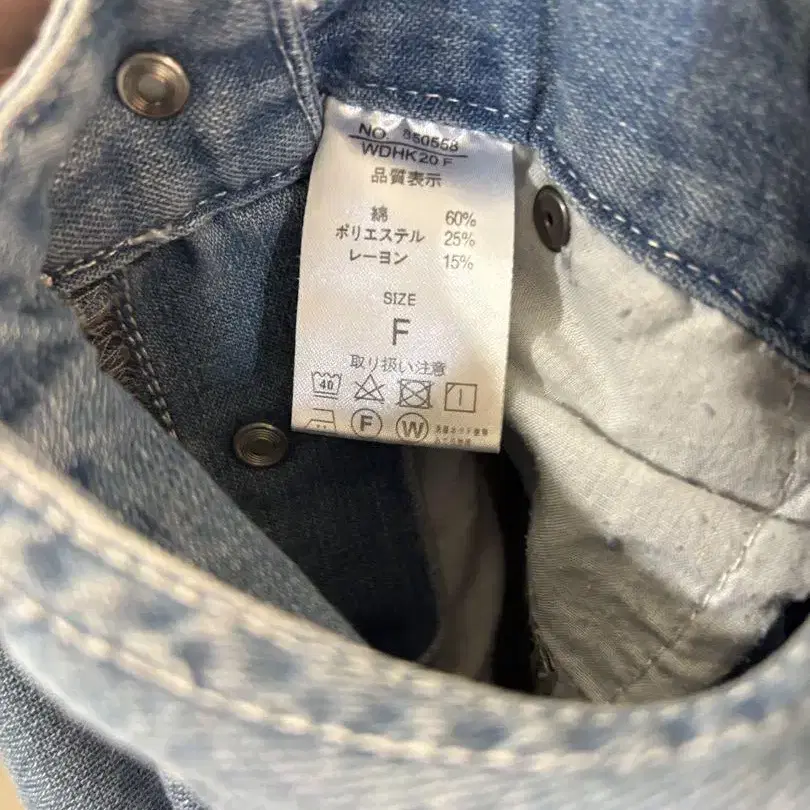 NO. 850558
WDHK20 F
品質表示
綿 60%
ポリエステル 25%
レーヨン 15%
SIZE
F
取り扱い注意
40
F W